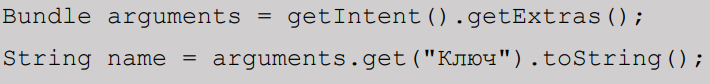 Bundle arguments = getIntent().getExtras();
String name = arguments.get("Ключ").toString();